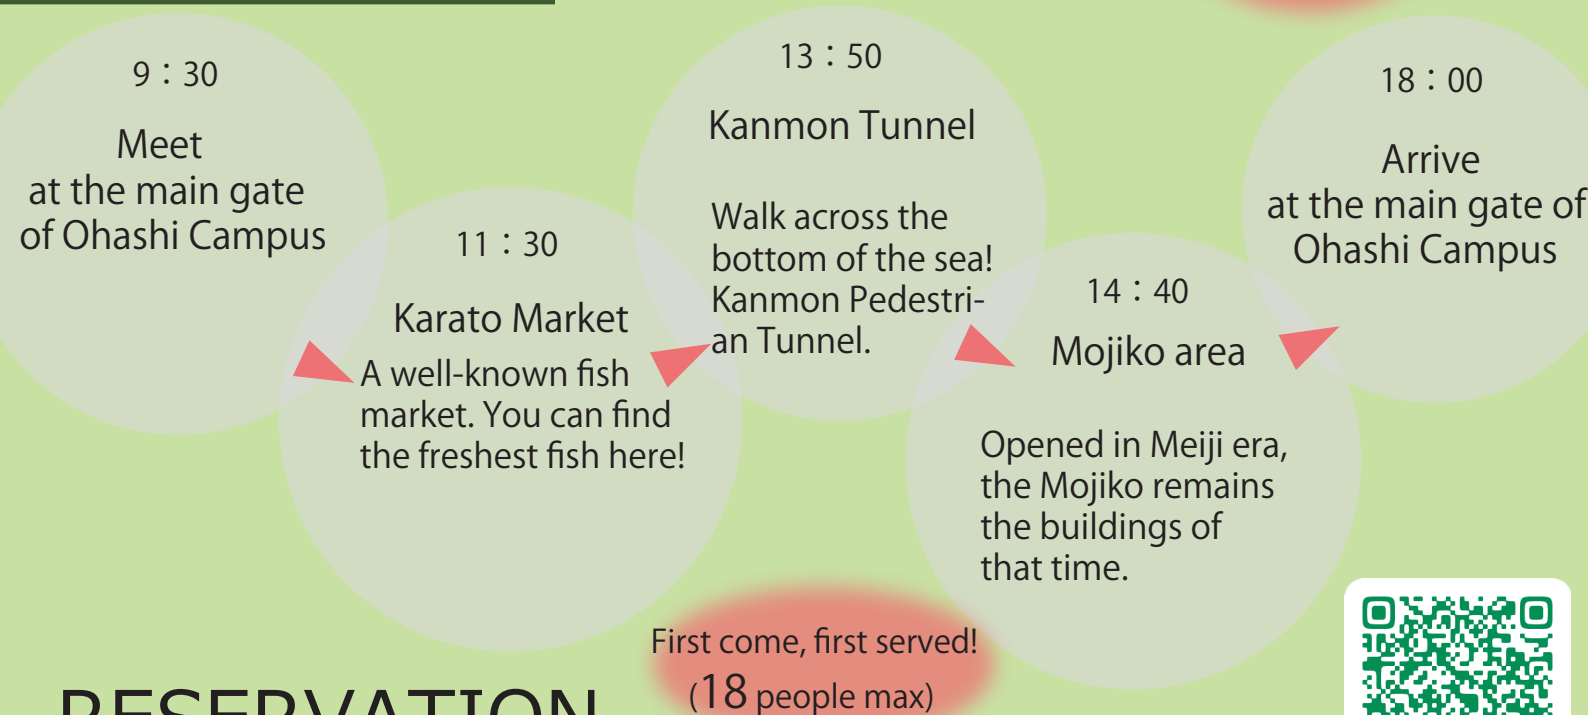 9：30
Meet
at the main gate
of Ohashi Campus
11：30
Karato Market
A well-known fish
market. You can find
the freshest fish here!
13：50
Kanmon Tunnel
Walk across the
bottom of the sea!
Kanmon Pedestri-
an Tunnel.
14：40
Mojiko area
Opened in Meiji era,
the Mojiko remains
the buildings of
that time.
18：00
Arrive
at the main gate of
Ohashi Campus
First come, first served!
(18 people max)
RESERVATION